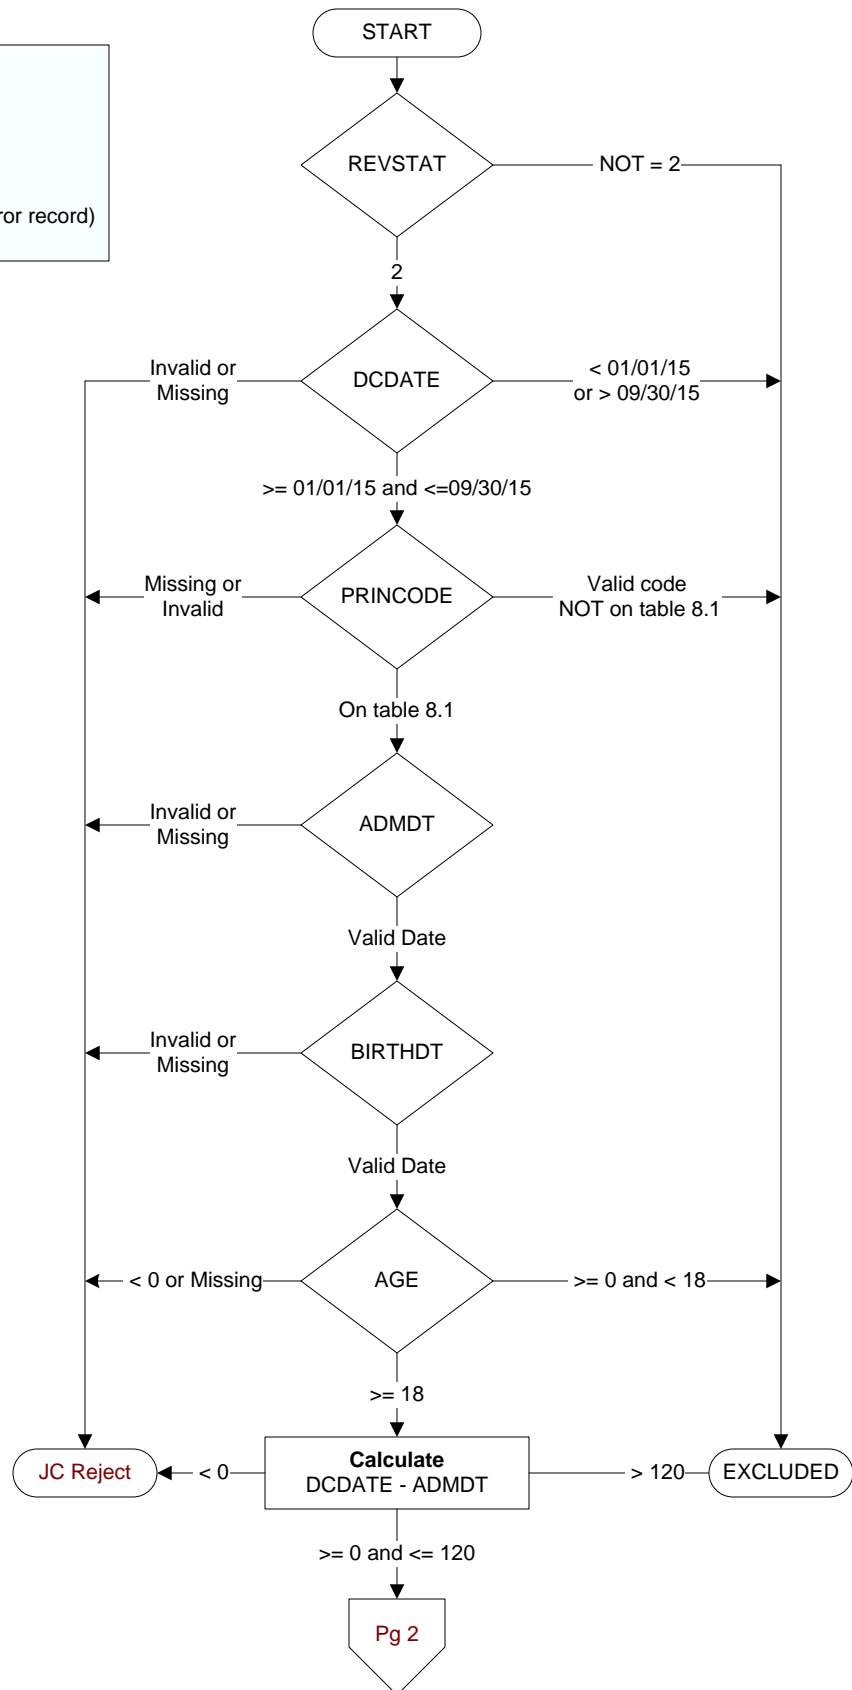 START
ror record)
REVSTAT
NOT = 2
2
Invalid or
Missing
DCDATE
< 01/01/15
or > 09/30/15
>= 01/01/15 and <=09/30/15
Missing or
Invalid
PRINCODE
Valid code
NOT on table 8.1
On table 8.1
Invalid or
Missing
ADMDT
Valid Date
Invalid or
Missing
BIRTHDT
Valid Date
< 0 or Missing
AGE
>= 0 and < 18
>= 18
JC Reject
< 0
Calculate
DCDATE - ADMDT
> 120
EXCLUDED
>= 0 and <= 120
Pg 2